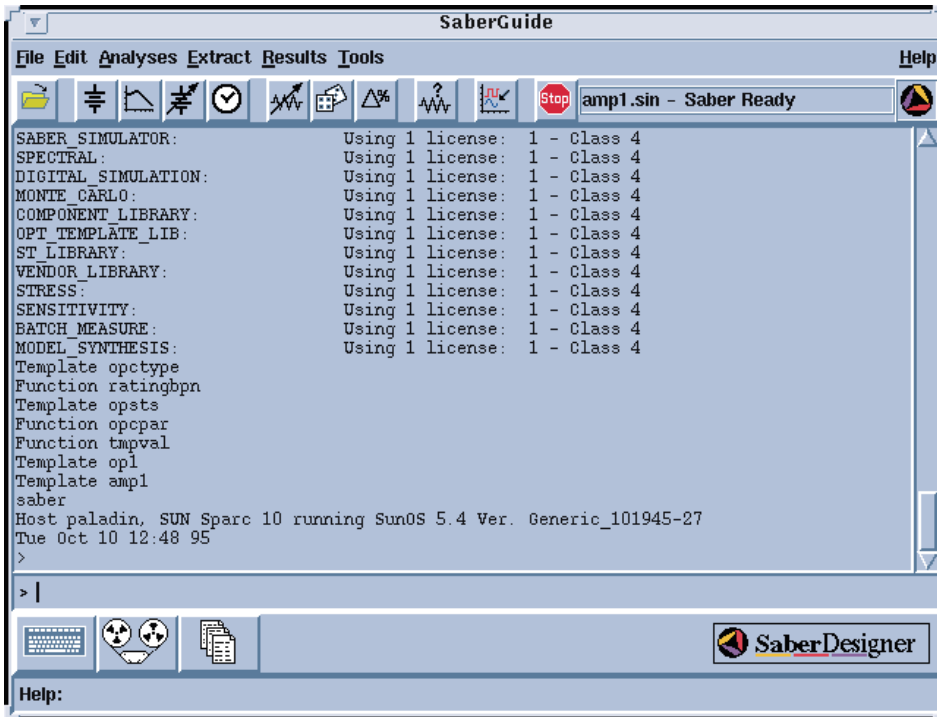 SaberGuide
File Edit Analyses Extract Results Tools Help
Δ% ? Stop amp1.sin - Saber Ready
SABER_SIMULATOR: Using 1 license: 1 - Class 4
SPECTRAL: Using 1 license: 1 - Class 4
DIGITAL_SIMULATION: Using 1 license: 1 - Class 4
MONTE_CARLO: Using 1 license: 1 - Class 4
COMPONENT_LIBRARY: Using 1 license: 1 - Class 4
OPT_TEMPLATE_LIB: Using 1 license: 1 - Class 4
ST_LIBRARY: Using 1 license: 1 - Class 4
VENDOR_LIBRARY: Using 1 license: 1 - Class 4
STRESS: Using 1 license: 1 - Class 4
SENSITIVITY: Using 1 license: 1 - Class 4
BATCH_MEASURE: Using 1 license: 1 - Class 4
MODEL_SYNTHESIS: Using 1 license: 1 - Class 4
Template opctype
Function ratingbpn
Template opsts
Function opcpar
Function tmpval
Template op1
Template amp1
saber
Host paladin, SUN Sparc 10 running SunOS 5.4 Ver. Generic_101945-27
Tue Oct 10 12:48 95
>
>
SaberDesigner
Help: